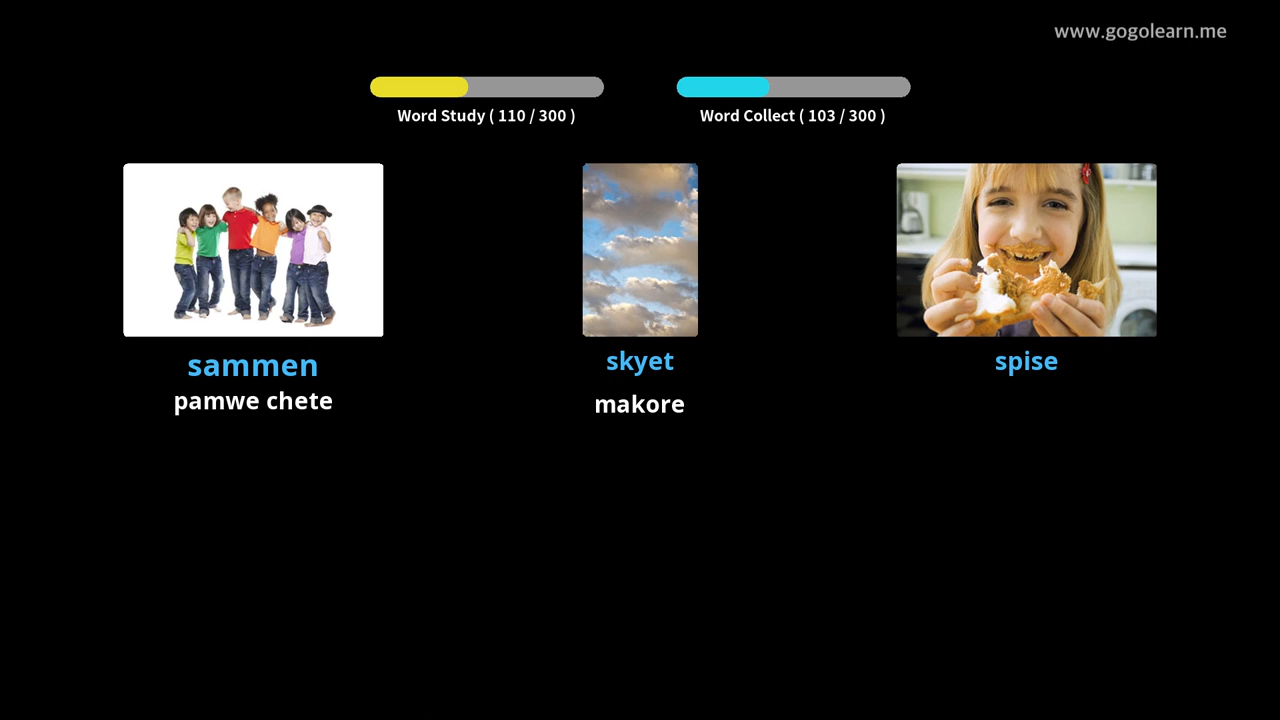 www.gogolearn.me
Word Study ( 110 / 300 )
Word Collect ( 103 / 300 )
sammen
pamwe chete
skyet
makore
spise